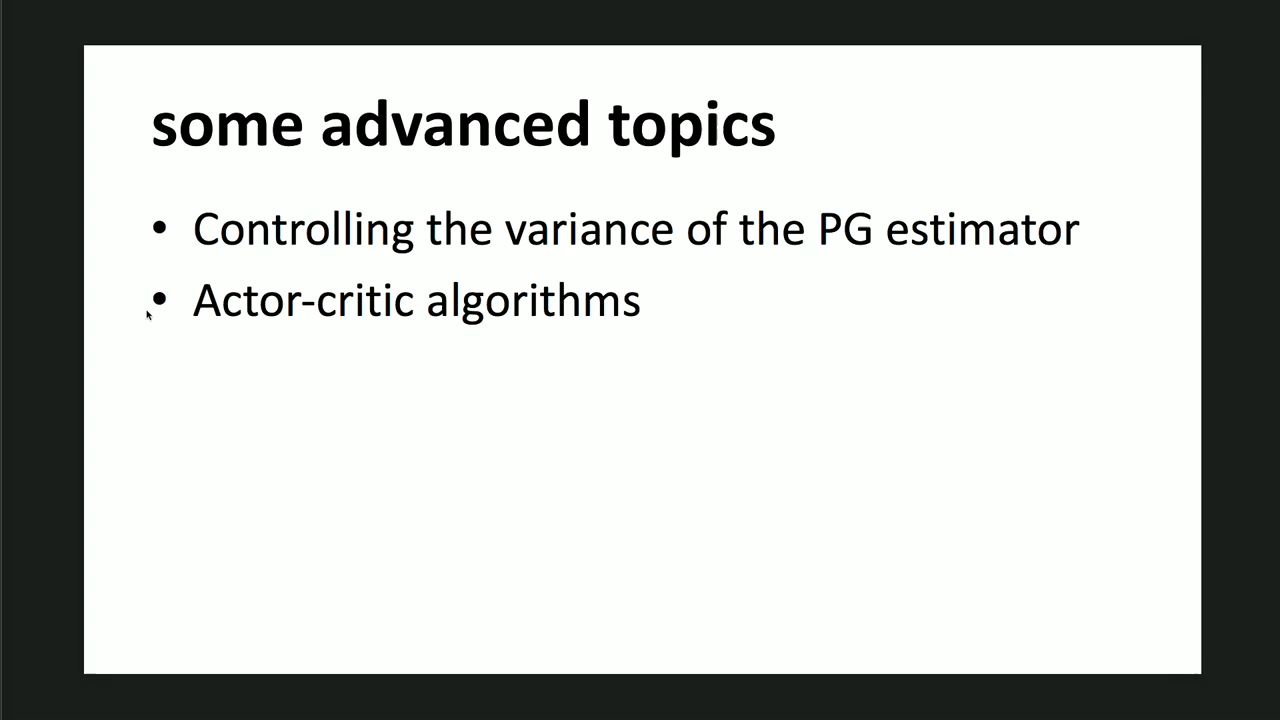 some advanced topics
• Controlling the variance of the PG estimator
• Actor-critic algorithms